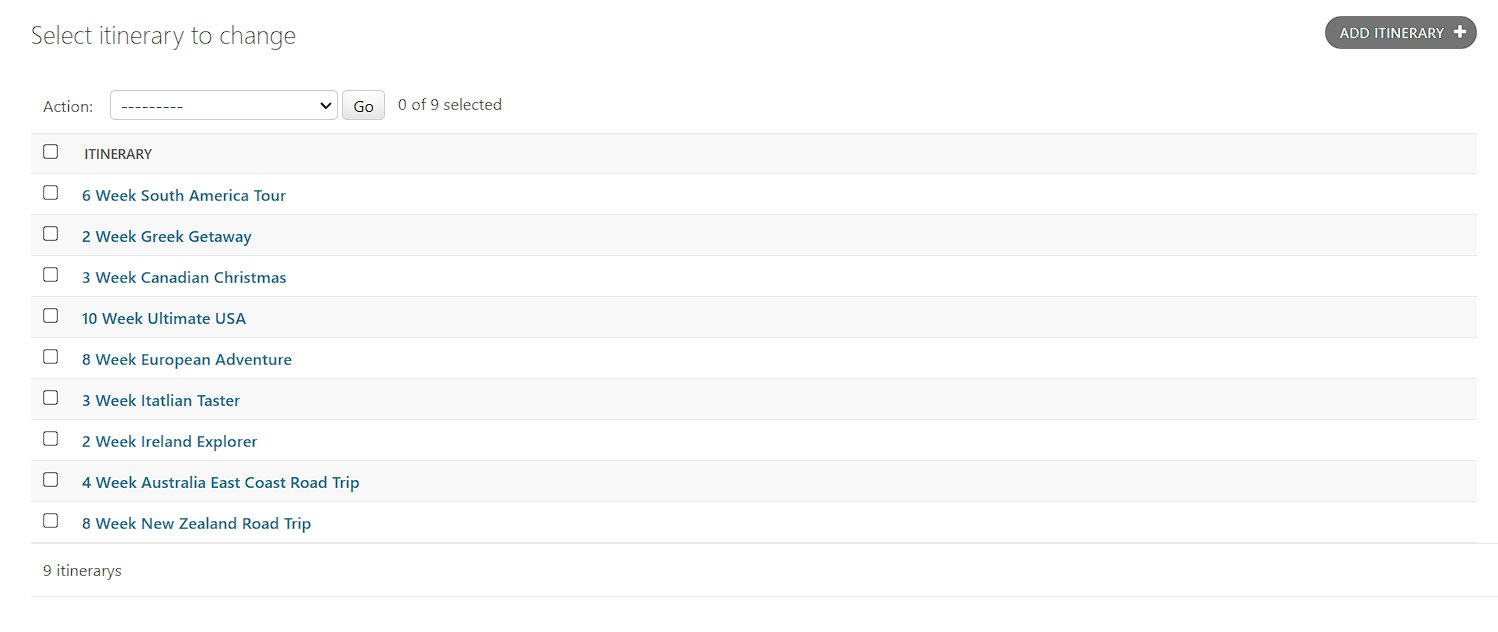 Select itinerary to change
ADD ITINERARY +
Action: --------- Go 0 of 9 selected
ITINERARY
6 Week South America Tour
2 Week Greek Getaway
3 Week Canadian Christmas
10 Week Ultimate USA
8 Week European Adventure
3 Week Itatlian Taster
2 Week Ireland Explorer
4 Week Australia East Coast Road Trip
8 Week New Zealand Road Trip
9 itinerarys